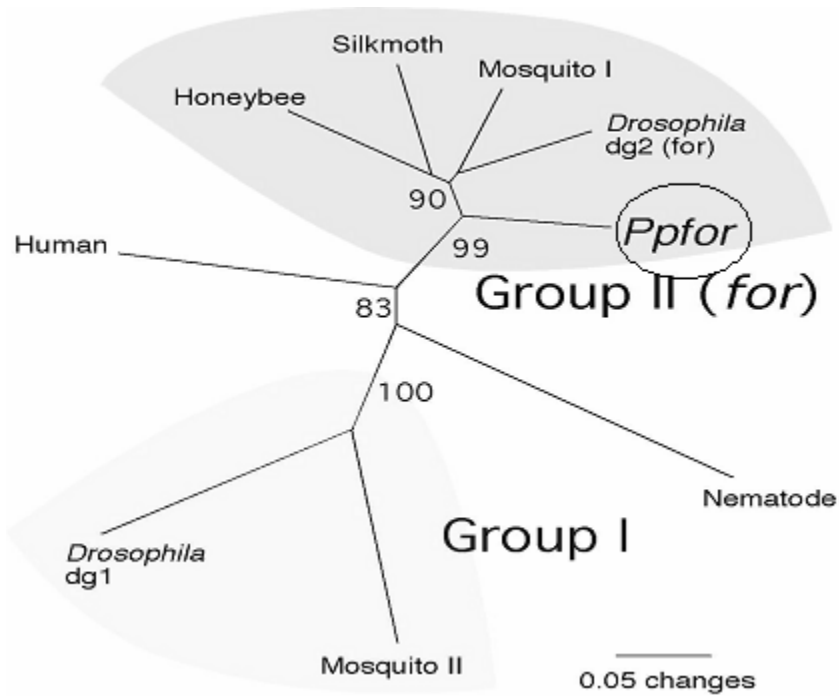 Silkmoth
Mosquito I
Honeybee
Drosophila
dg2 (for)
90
Ppfor
Human
99
Group II (for)
83
100
Nematode
Group I
Drosophila
dg1
Mosquito II
0.05 changes